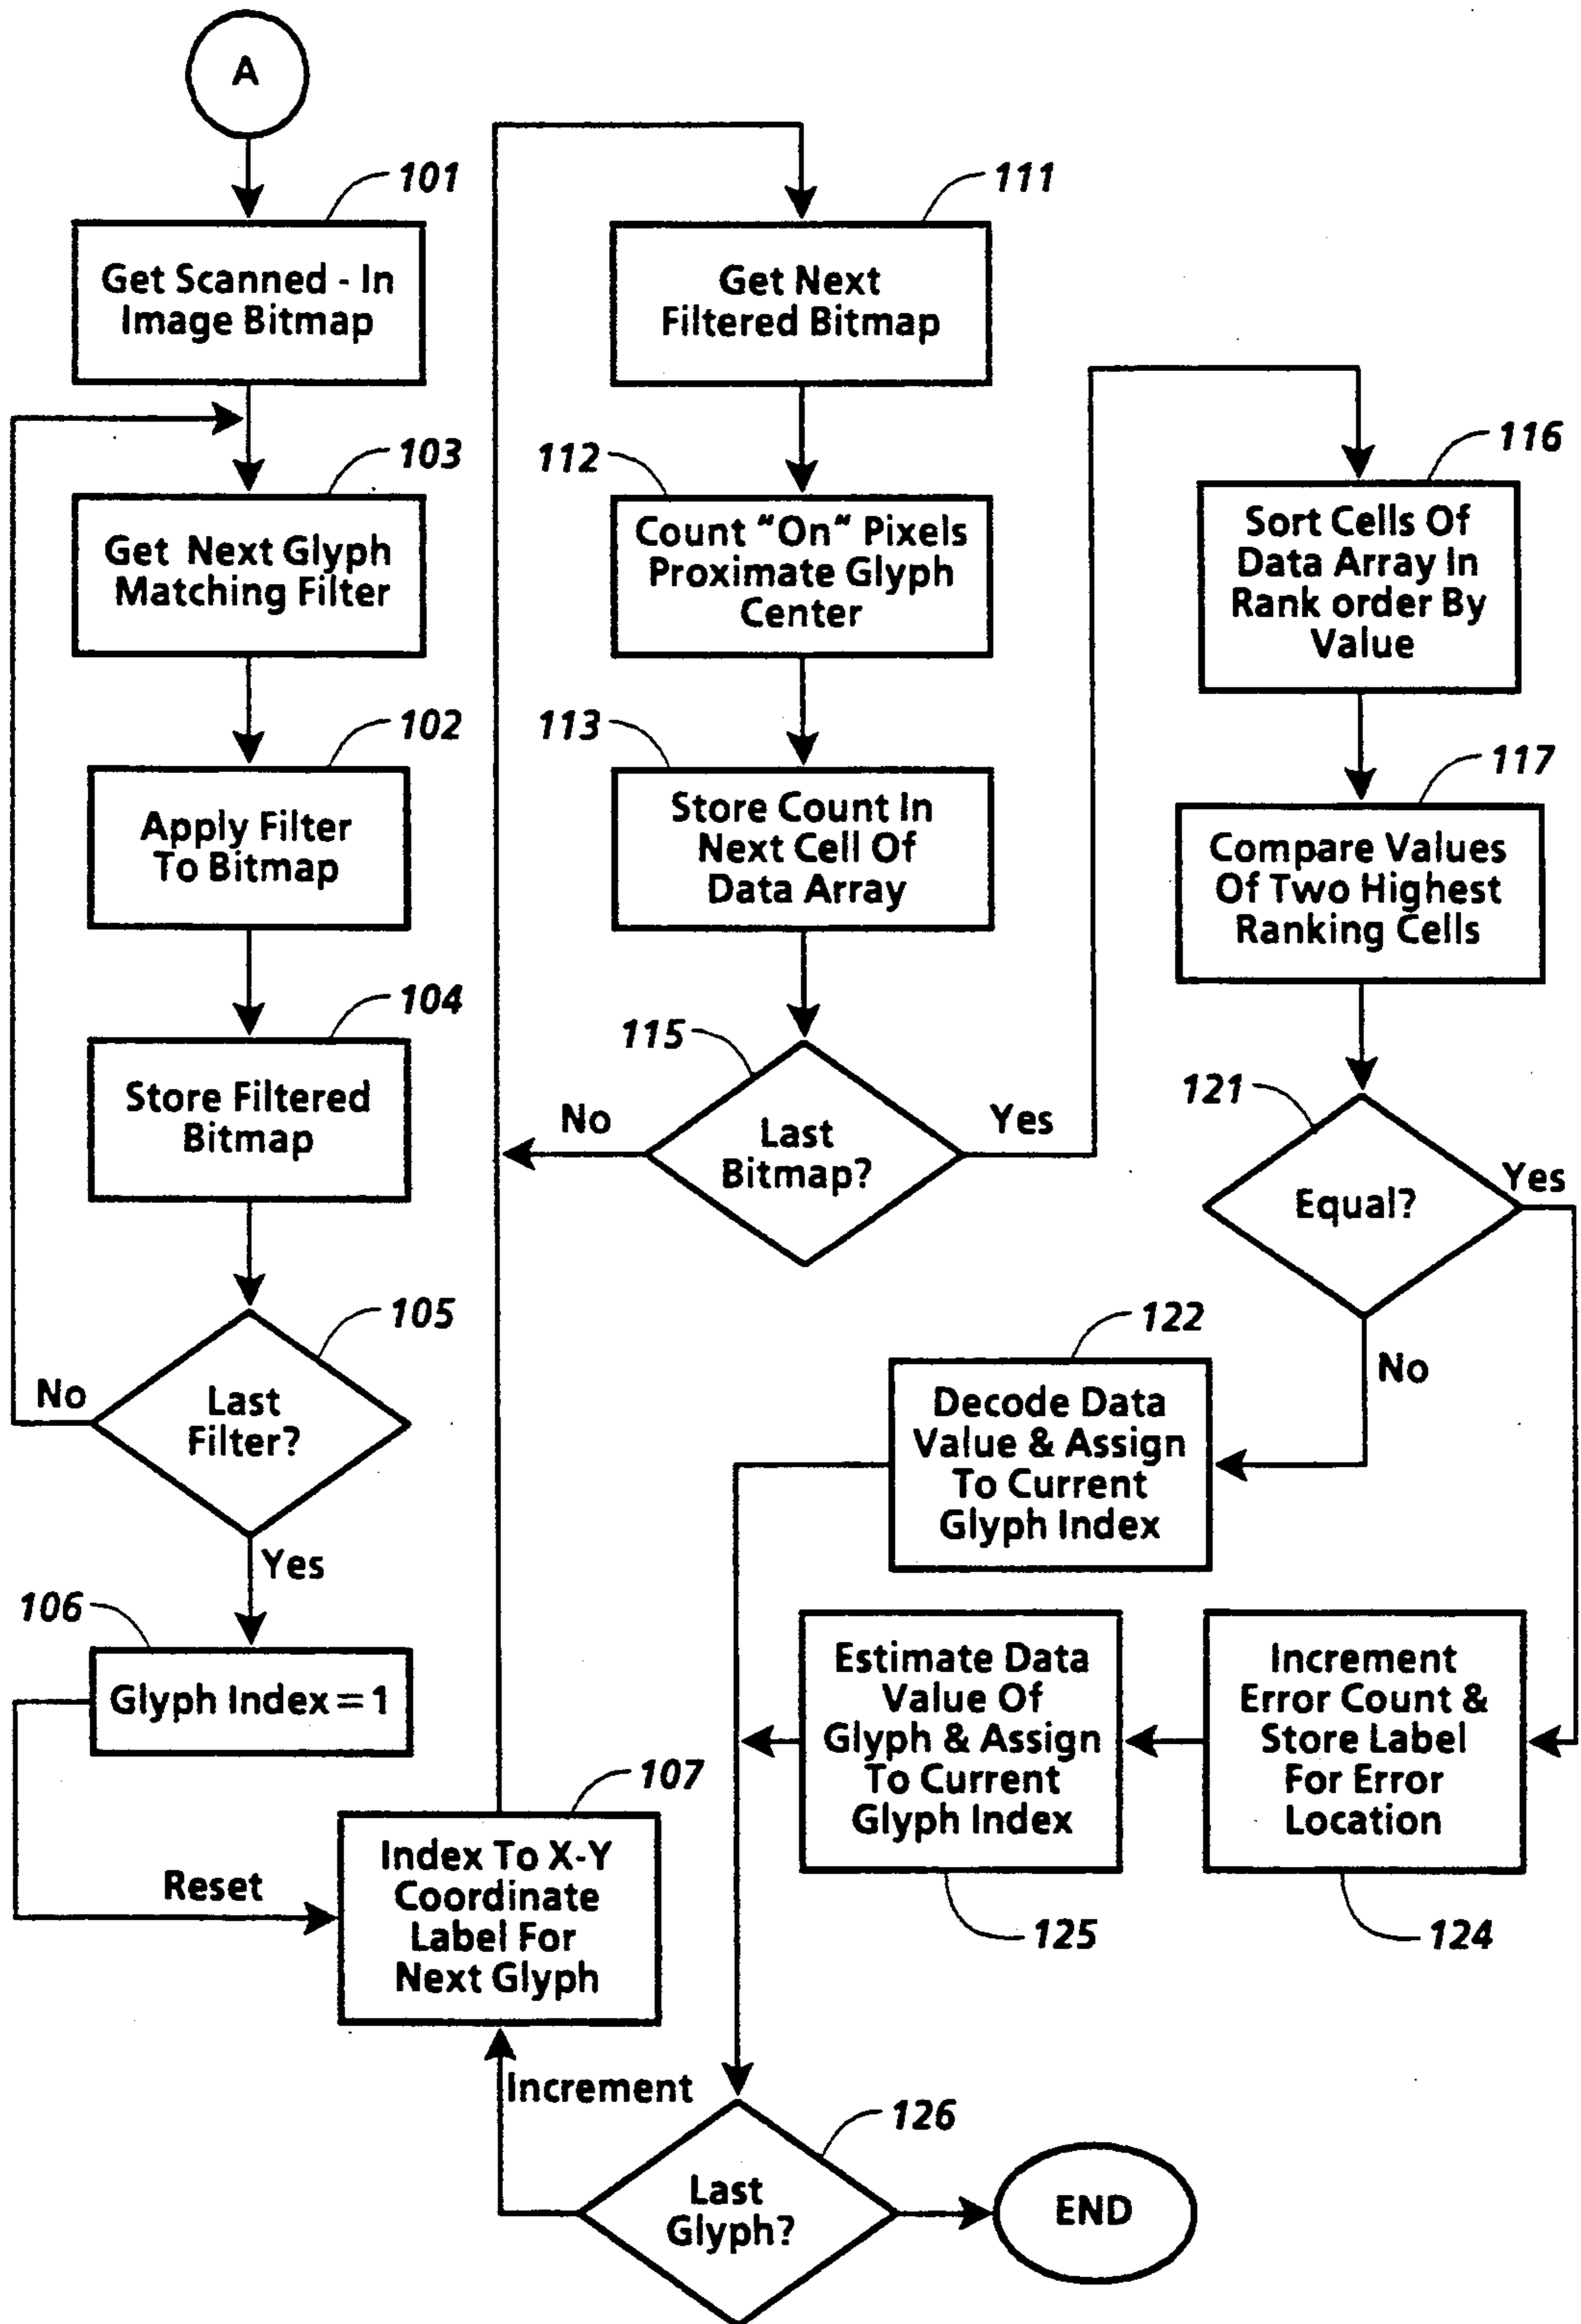 A
101
Get Scanned - In
Image Bitmap
103
Get Next Glyph
Matching Filter
102
Apply Filter
To Bitmap
104
Store Filtered
Bitmap
105
Last
Filter?
No
Yes
106
Glyph Index = 1
Reset
107
Index To X-Y
Coordinate
Label For
Next Glyph
111
Get Next
Filtered Bitmap
112
Count "On" Pixels
Proximate Glyph
Center
113
Store Count In
Next Cell Of
Data Array
115
Last
Bitmap?
No
Yes
116
Sort Cells Of
Data Array In
Rank order By
Value
117
Compare Values
Of Two Highest
Ranking Cells
121
Equal?
Yes
No
122
Decode Data
Value & Assign
To Current
Glyph Index
Increment
Error Count &
Store Label
For Error
Location
124
Estimate Data
Value Of
Glyph & Assign
To Current
Glyph Index
125
126
Last
Glyph?
Increment
END